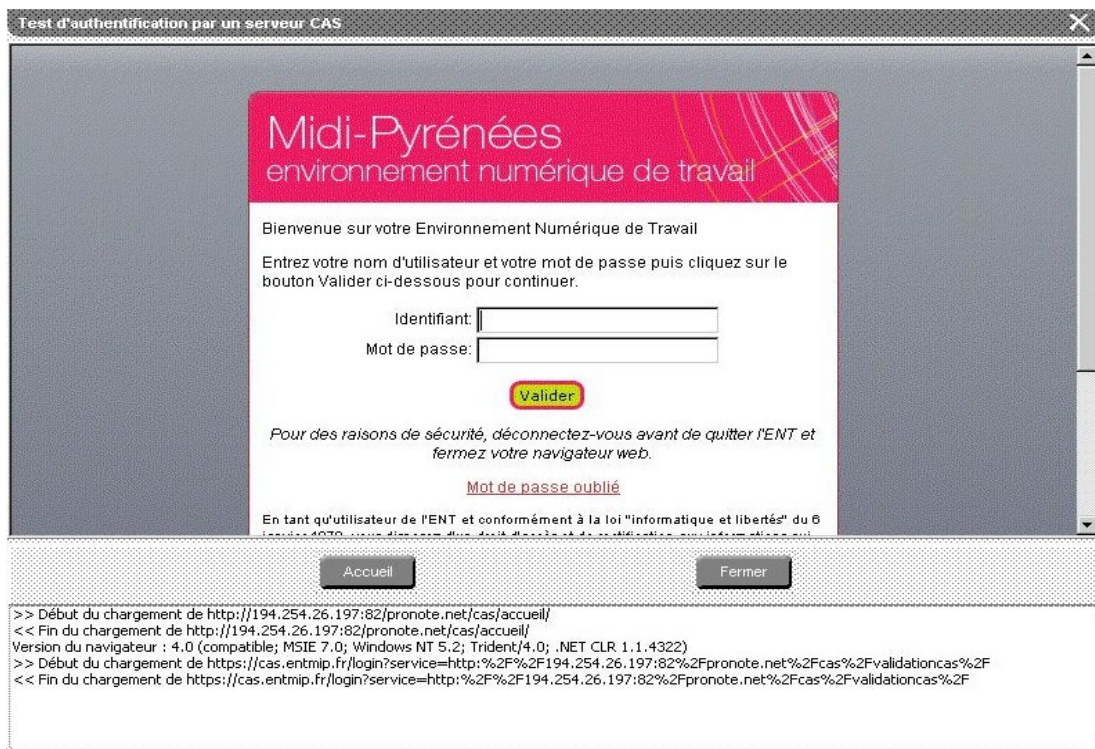 Test d'authentification par un serveur CAS
Midi-Pyrénées
environnement numérique de travail
Bienvenue sur votre Environnement Numérique de Travail
Entrez votre nom d'utilisateur et votre mot de passe puis cliquez sur le
bouton Valider ci-dessous pour continuer.
Identifiant:
Mot de passe:
Valider
Pour des raisons de sécurité, déconnectez-vous avant de quitter l'ENT et
fermez votre navigateur web.
Mot de passe oublié
En tant qu'utilisateur de l'ENT et conformément à la loi "informatique et libertés" du 6
Accueil
Fermer
>> Début du chargement de http://194.254.26.197:82/pronote.net/cas/accueil/
<< Fin du chargement de http://194.254.26.197:82/pronote.net/cas/accueil/
Version du navigateur : 4.0 (compatible; MSIE 7.0; Windows NT 5.2; Trident/4.0; .NET CLR 1.1.4322)
>> Début du chargement de https://cas.entmip.fr/login?service=http:%2F%2F194.254.26.197:82%2Fpronote.net%2Fcas%2Fvalidationcas%2F
<< Fin du chargement de https://cas.entmip.fr/login?service=http:%2F%2F194.254.26.197:82%2Fpronote.net%2Fcas%2Fvalidationcas%2F